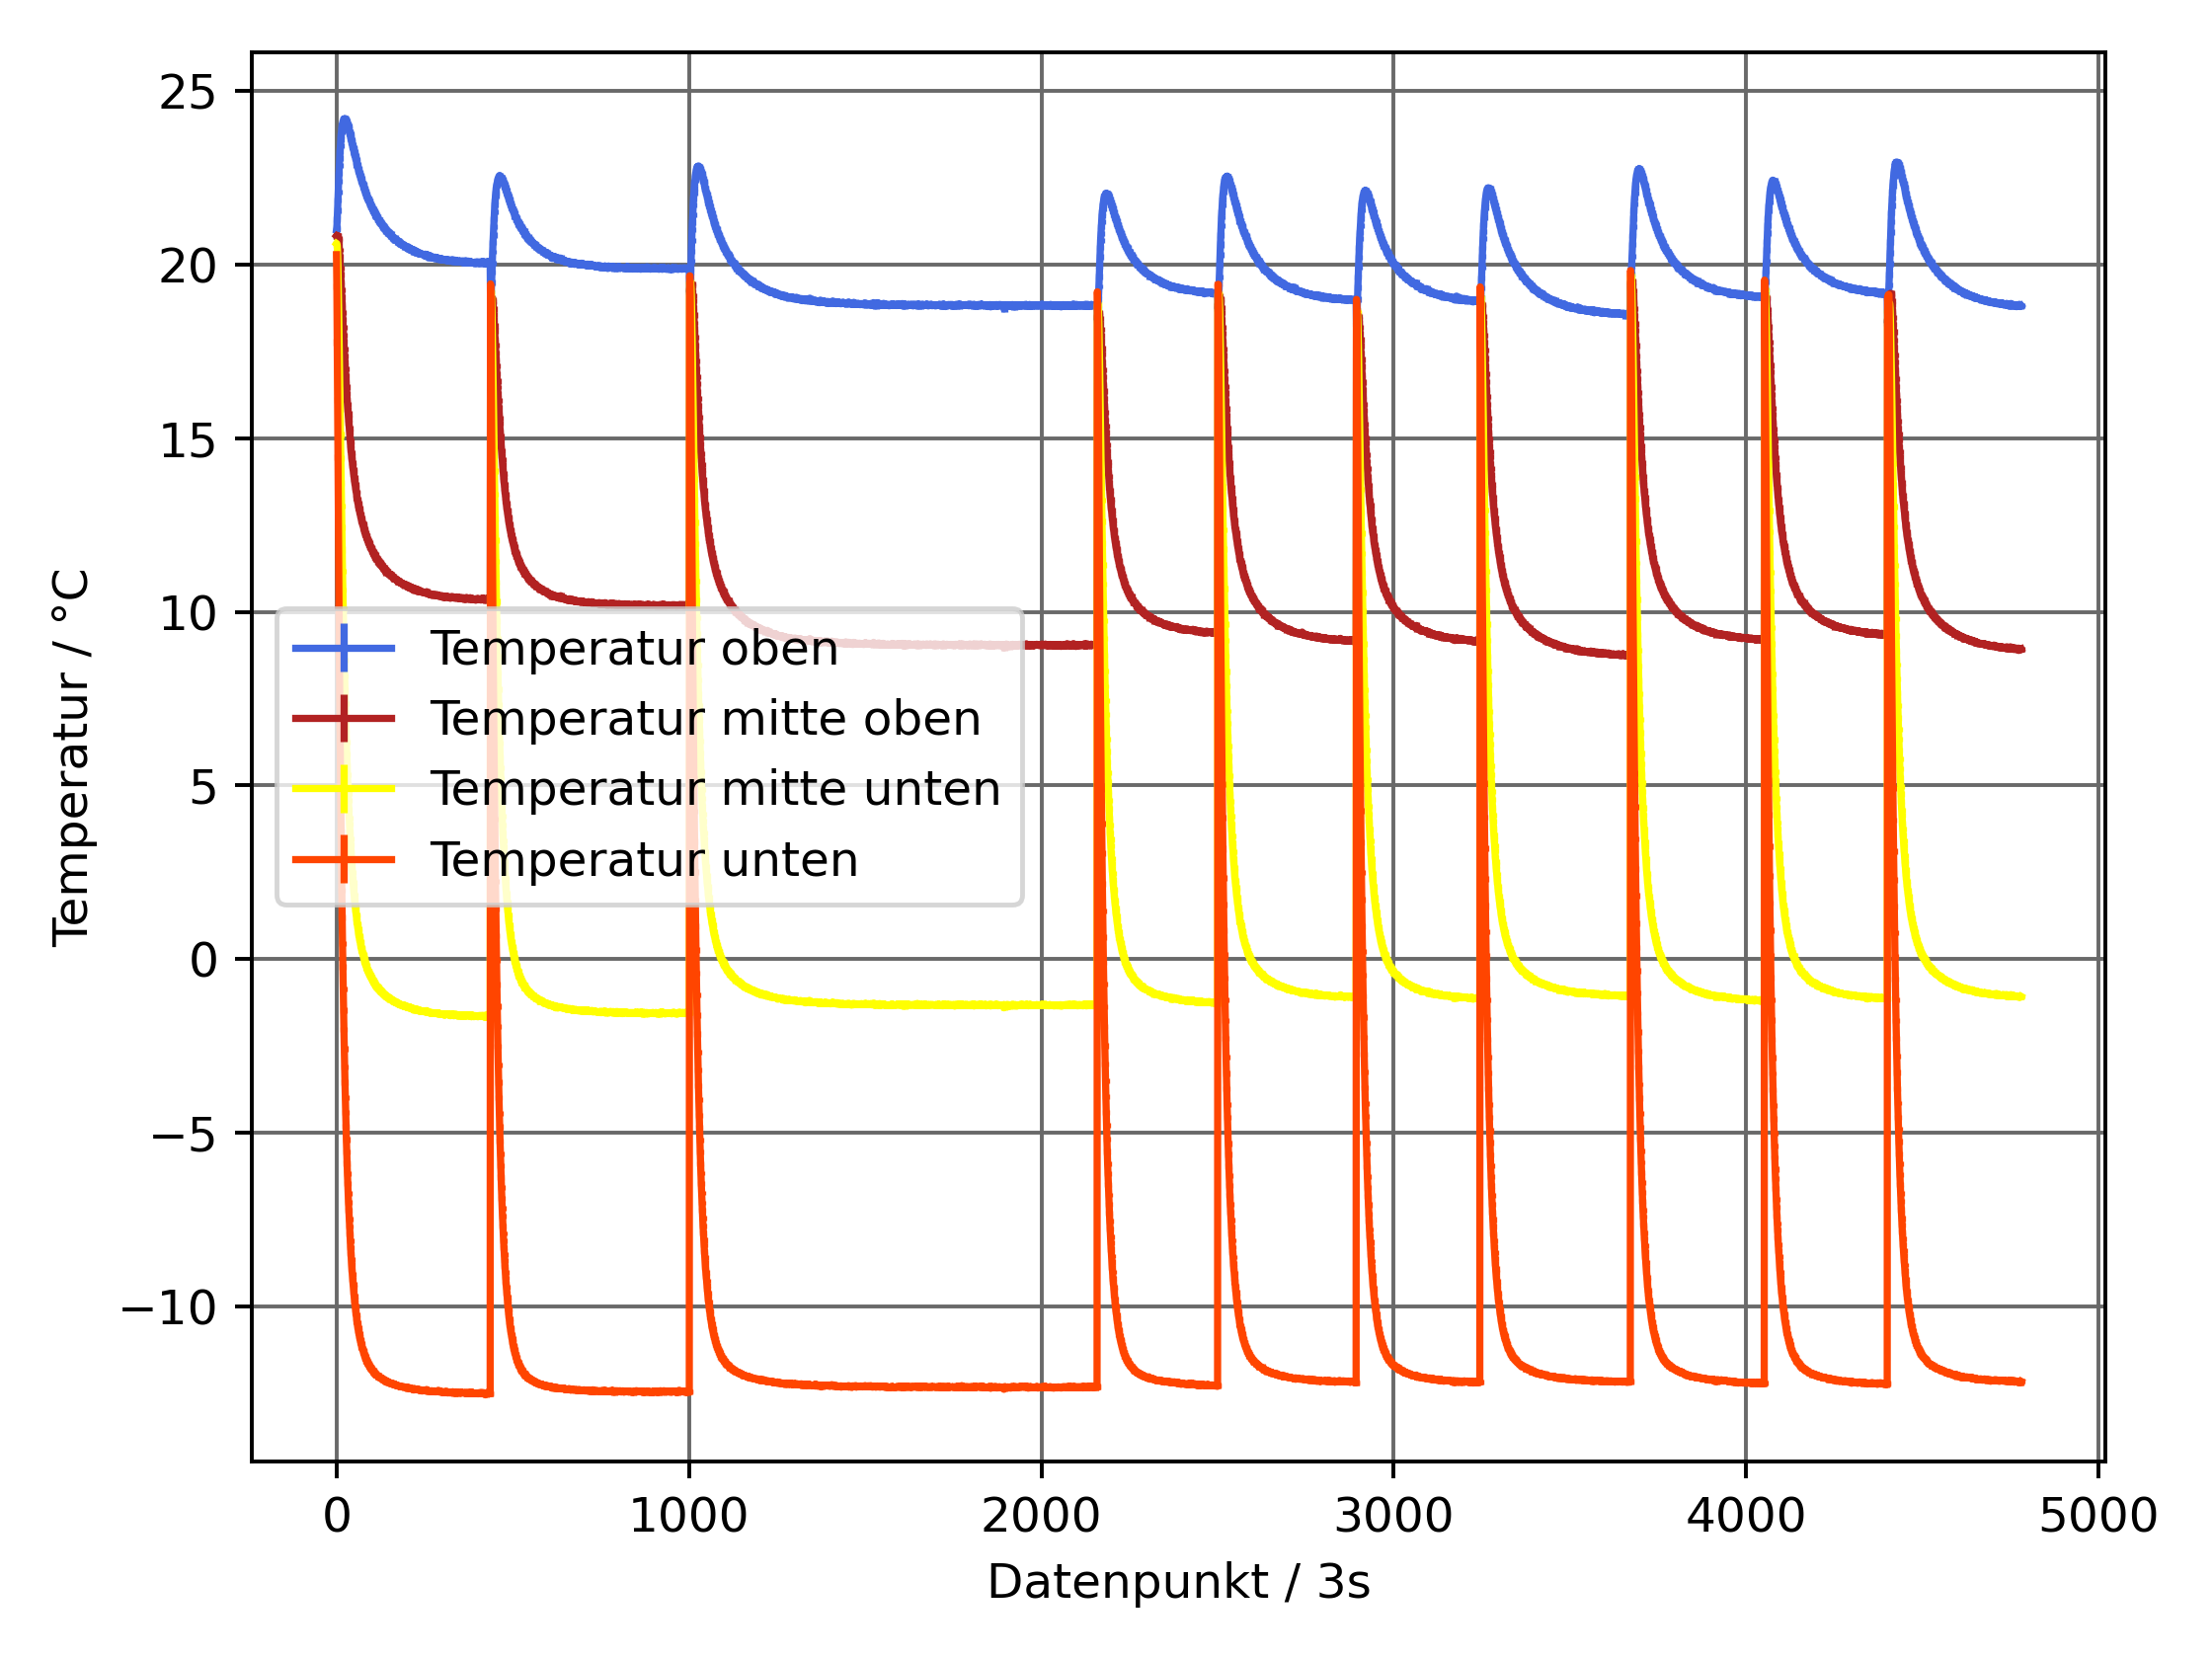 25
20
15
10
5
0
−5
−10
Temperatur / °C
Temperatur oben
Temperatur mitte oben
Temperatur mitte unten
Temperatur unten
0 1000 2000 3000 4000 5000
Datenpunkt / 3s